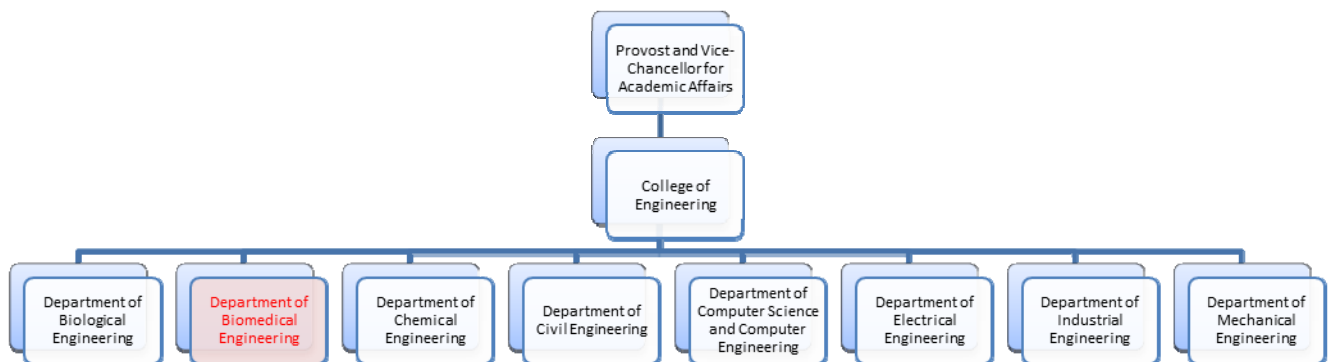 Provost and Vice-
Chancellor for
Academic Affairs
College of
Engineering
Department of
Biological
Engineering
Department of
Biomedical
Engineering
Department of
Chemical
Engineering
Department of
Civil Engineering
Department of
Computer Science
and Computer
Engineering
Department of
Electrical
Engineering
Department of
Industrial
Engineering
Department of
Mechanical
Engineering